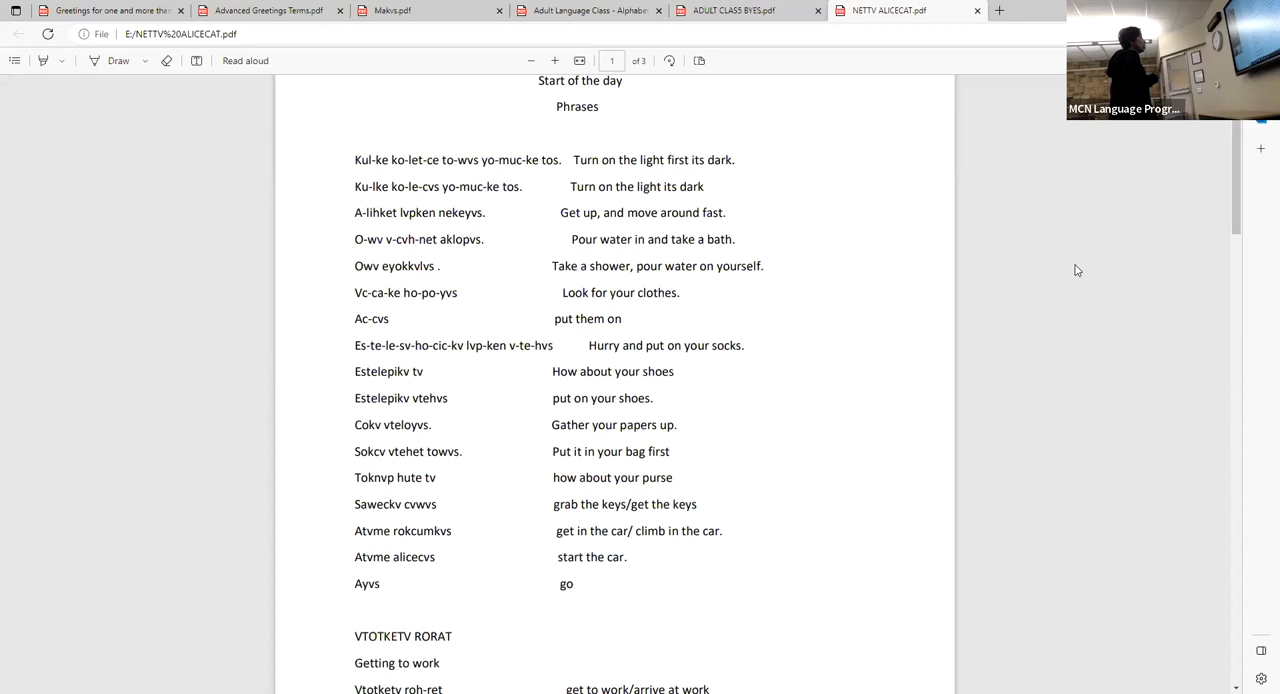 Greetings for one and more than
Advanced Greetings Terms.pdf
Makvs.pdf
Adult Language Class - Alphabe
ADULT CLAS5 BYES.pdf
NETTV ALICECAT.pdf
File E:/NETTV%20ALICECAT.pdf
Draw Read aloud 1 of 3
MCN Language Progr...
Start of the day
Phrases
Kul-ke ko-let-ce to-wvs yo-muc-ke tos. Turn on the light first its dark.
Ku-lke ko-le-cvs yo-muc-ke tos. Turn on the light its dark
A-lihket lvpken nekeyvs. Get up, and move around fast.
O-wv v-cvh-net aklopvs. Pour water in and take a bath.
Owv eyokkvlvs . Take a shower, pour water on yourself.
Vc-ca-ke ho-po-yvs Look for your clothes.
Ac-cvs put them on
Es-te-le-sv-ho-cic-kv lvp-ken v-te-hvs Hurry and put on your socks.
Estelepikv tv How about your shoes
Estelepikv vtehvs put on your shoes.
Cokv vteloyvs. Gather your papers up.
Sokcv vtehet towvs. Put it in your bag first
Toknvp hute tv how about your purse
Saweckv cvwvs grab the keys/get the keys
Atvme rokcumkvs get in the car/ climb in the car.
Atvme alicecvs start the car.
Ayvs go
VTOTKETV RORAT
Getting to work
Vtotketv roh-ret get to work/arrive at work